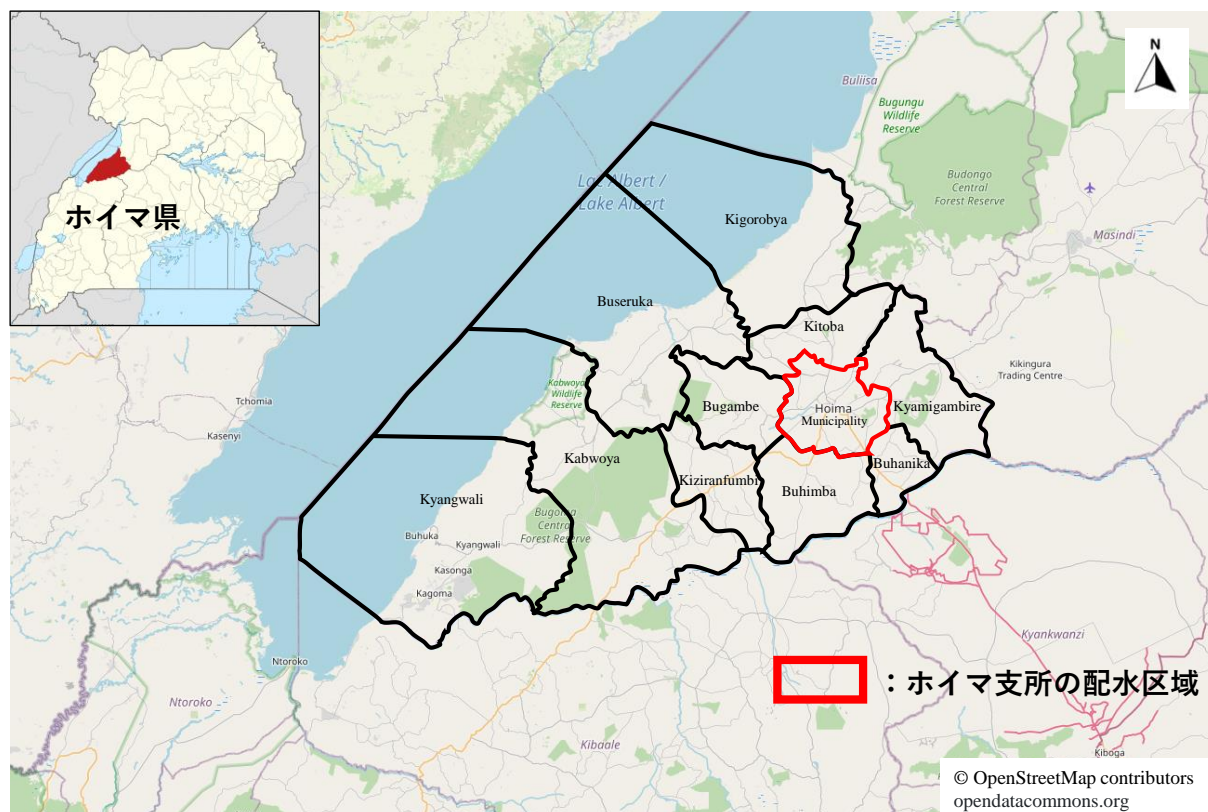 ホイマ県
N
Buliisa
Bugungu
Wildlife
Reserve
Budongo
Central
Forest Reserve
Masindi
Lac Albert /
Lake Albert
Kigorobya
Buseruka
Kitoba
Kikingura
Trading Centre
Kabwoya
Wildlife
Reserve
Tchomia
Kasenyi
Bugambe
Hoima
Municipality
Kyamigambire
Kabwoya
Kiziranfumbi
Buhanika
Buhimba
Kyangwali
Bugoma
Central
Forest Reserve
Buhuka
Kyangwali
Kasonga
Kagoma
Kyankwanzi
Ntoroko
Ntoroko
:ホイマ支所の配水区域
Kibaale
Kiboga
© OpenStreetMap contributors
opendatacommons.org